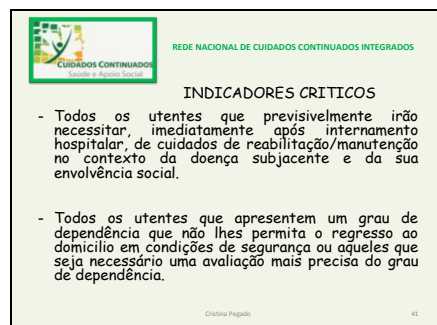 REDE NACIONAL DE CUIDADOS CONTINUADOS INTEGRADOS
CUIDADOS CONTINUADOS
Saúde e Apoio Social
INDICADORES CRITICOS
- Todos os utentes que previsivelmente irão
necessitar, imediatamente após internamento
hospitalar, de cuidados de reabilitação/manutenção
no contexto da doença subjacente e da sua
envolvência social.
- Todos os utentes que apresentem um grau de
dependência que não lhes permita o regresso ao
domicilio em condições de segurança ou aqueles que
seja necessário uma avaliação mais precisa do grau
de dependência.
Cristina Pegado
41